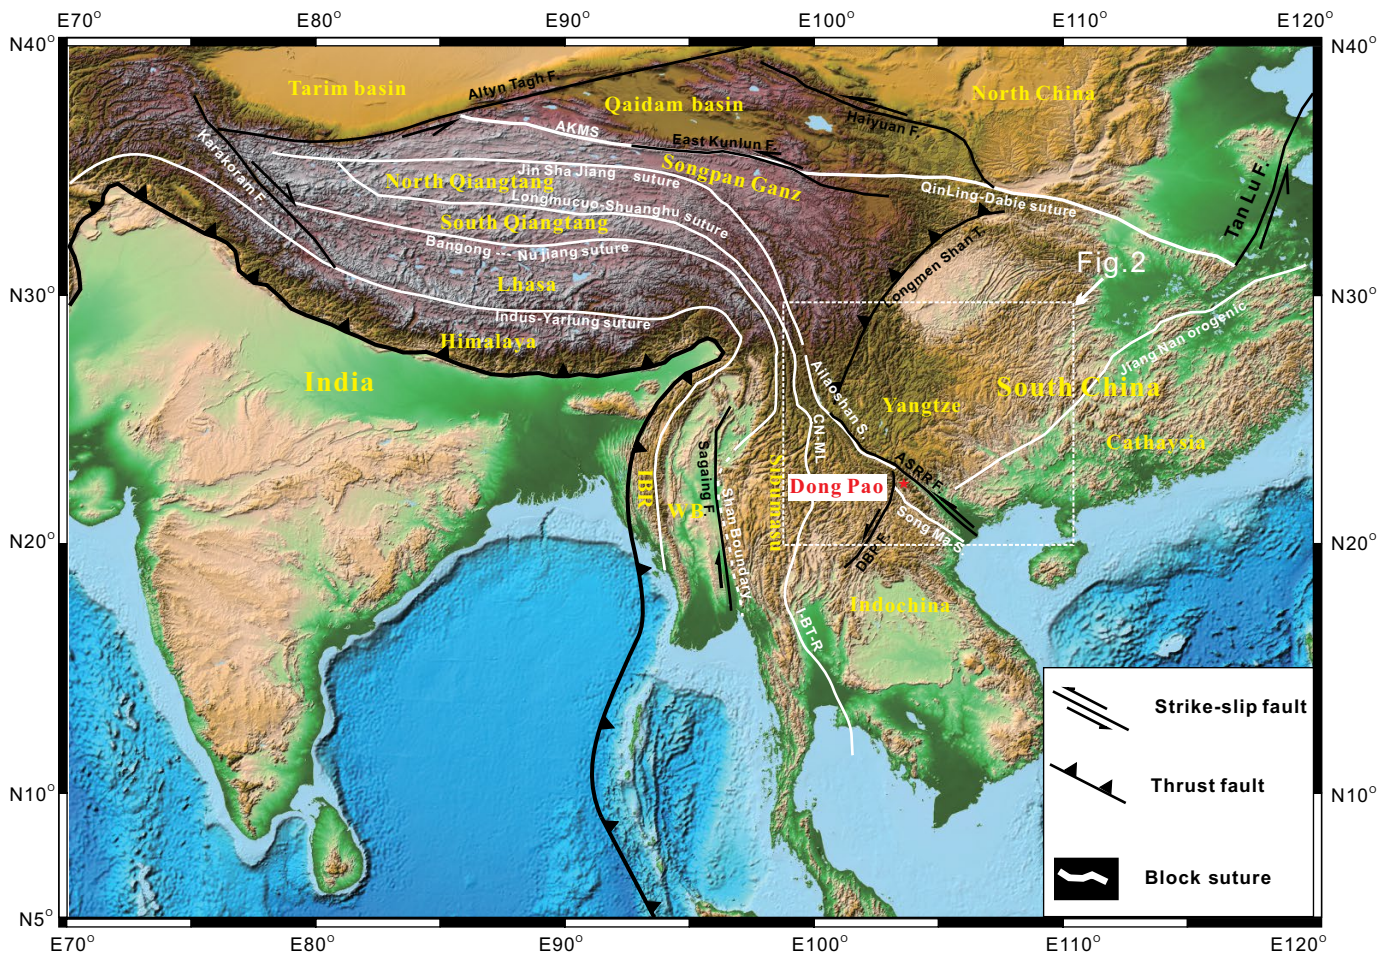 E70° E80° E90° E100° E110° E120°
N40° N40°
Tarim basin
Altyn Tagh F.
Qaidam basin
North China
Haiyuan F.
AKMS
East Kunlun F.
Karakoram F
Jin Sha Jiang suture
Songpan Ganz
North Qiangtang
QinLing-Dabie suture
Tan Lu F.
Longmucuo-Shuanghu suture
South Qiangtang
Bangong --- Nu jiang suture
Longmen Shan T.
Fig.2
Lhasa
N30° N30°
Indus-Yarlung suture
Himalaya
Jiang Nan orogenic
India
Ailaoshan S.
South China
Yangtze
CN-ML
Cathaysia
Sagaing F.
Sibumasu
ASRR F.
IBR
Dong Pao
WB
Shan Boundary
Song Ma S.
N20° N20°
DBP F.
Indochina
I-BT-R
Strike-slip fault
Thrust fault
N10° N10°
Block suture
N5° N5°
E70° E80° E90° E100° E110° E120°